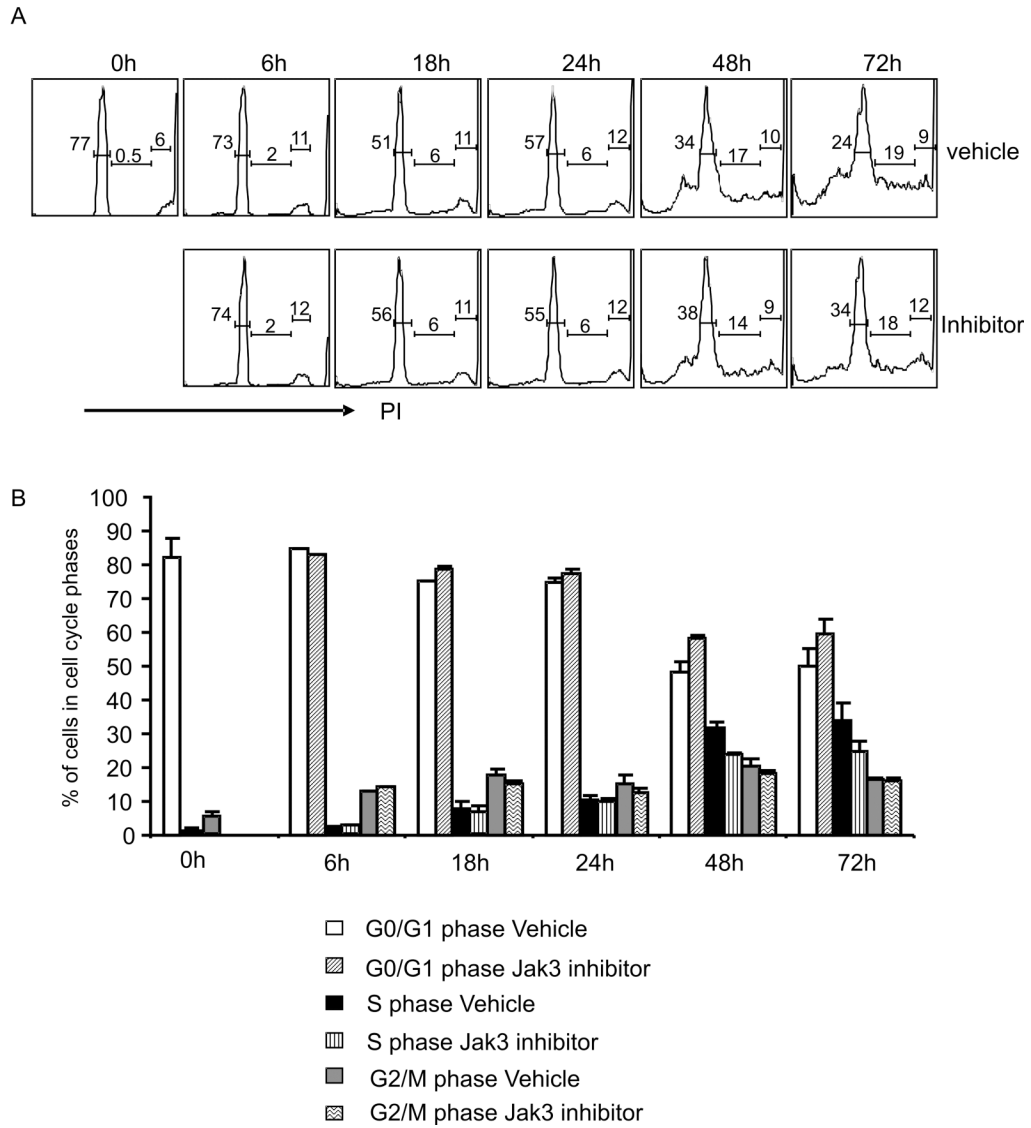 A
0h 6h 18h 24h 48h 72h
77 0.5 6 73 2 11 51 6 11 57 6 12 34 17 10 24 19 9 vehicle
74 2 12 56 6 11 55 6 12 38 14 9 34 18 12 Inhibitor
PI
B
% of cells in cell cycle phases
100
90
80
70
60
50
40
30
20
10
0
0h 6h 18h 24h 48h 72h
G0/G1 phase Vehicle
G0/G1 phase Jak3 inhibitor
S phase Vehicle
S phase Jak3 inhibitor
G2/M phase Vehicle
G2/M phase Jak3 inhibitor